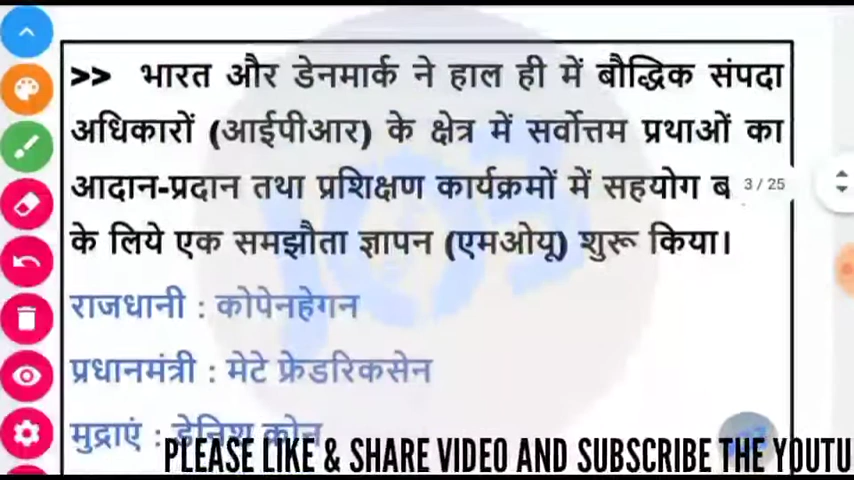 >> भारत और डेनमार्क ने हाल ही में बौद्धिक संपदा
अधिकारों (आईपीआर) के क्षेत्र में सर्वोत्तम प्रथाओं का
आदान-प्रदान तथा प्रशिक्षण कार्यक्रमों में सहयोग ब 3 / 25
के लिये एक समझौता ज्ञापन (एमओयू) शुरू किया।
राजधानी : कोपेनहेगन
प्रधानमंत्री : मेटे फ्रेडरिकसेन
मुद्राएं : डेनिश क्रोन
PLEASE LIKE & SHARE VIDEO AND SUBSCRIBE THE YOUTU